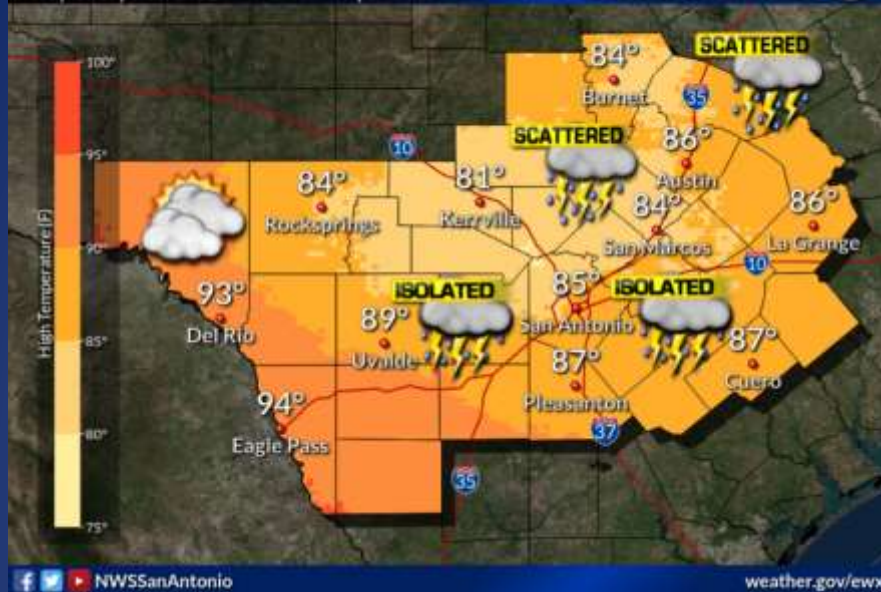 SCATTERED
100°
84°
Burnet
35
95°
SCATTERED
86°
Austin
10
84°
Rocksprings
81°
Kerrville
84°
San Marcos
86°
La Grange
90°
High Temperature (F)
10
93°
Del Rio
ISOLATED
89°
Uvalde
85°
San Antonio
ISOLATED
85°
87°
Pleasanton
87°
Cuero
94°
Eagle Pass
80°
37
35
75°
NWSSanAntonio
weather.gov/ewx